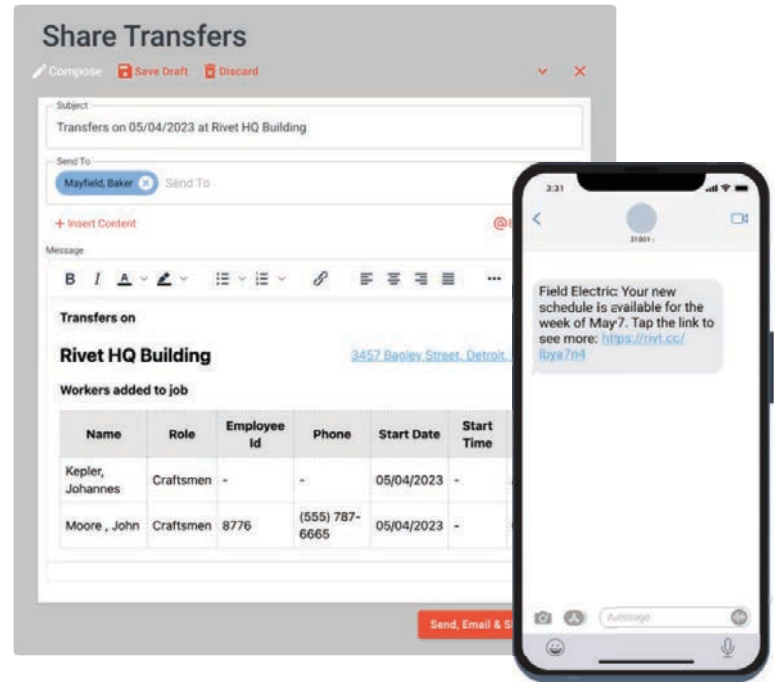 Share Transfers
Compose Save Draft Discard
Subject
Transfers on 05/04/2023 at Rivet HQ Building
Send To
Mayfield, Baker Send To
+ Insert Content @
Message
B I A
Transfers on
Rivet HQ Building 3457 Bagley Street, Detroit,
Workers added to job
Name Role Employee Id Phone Start Date Start Time
Kepler, Johannes Craftsmen - - 05/04/2023 -
Moore , John Craftsmen 8776 (555) 787-6665 05/04/2023 -
Send, Email & S
3:31
Field Electric: Your new
schedule is available for the
week of May7. Tap the link to
see more: https://rivt.cc/
iMessage